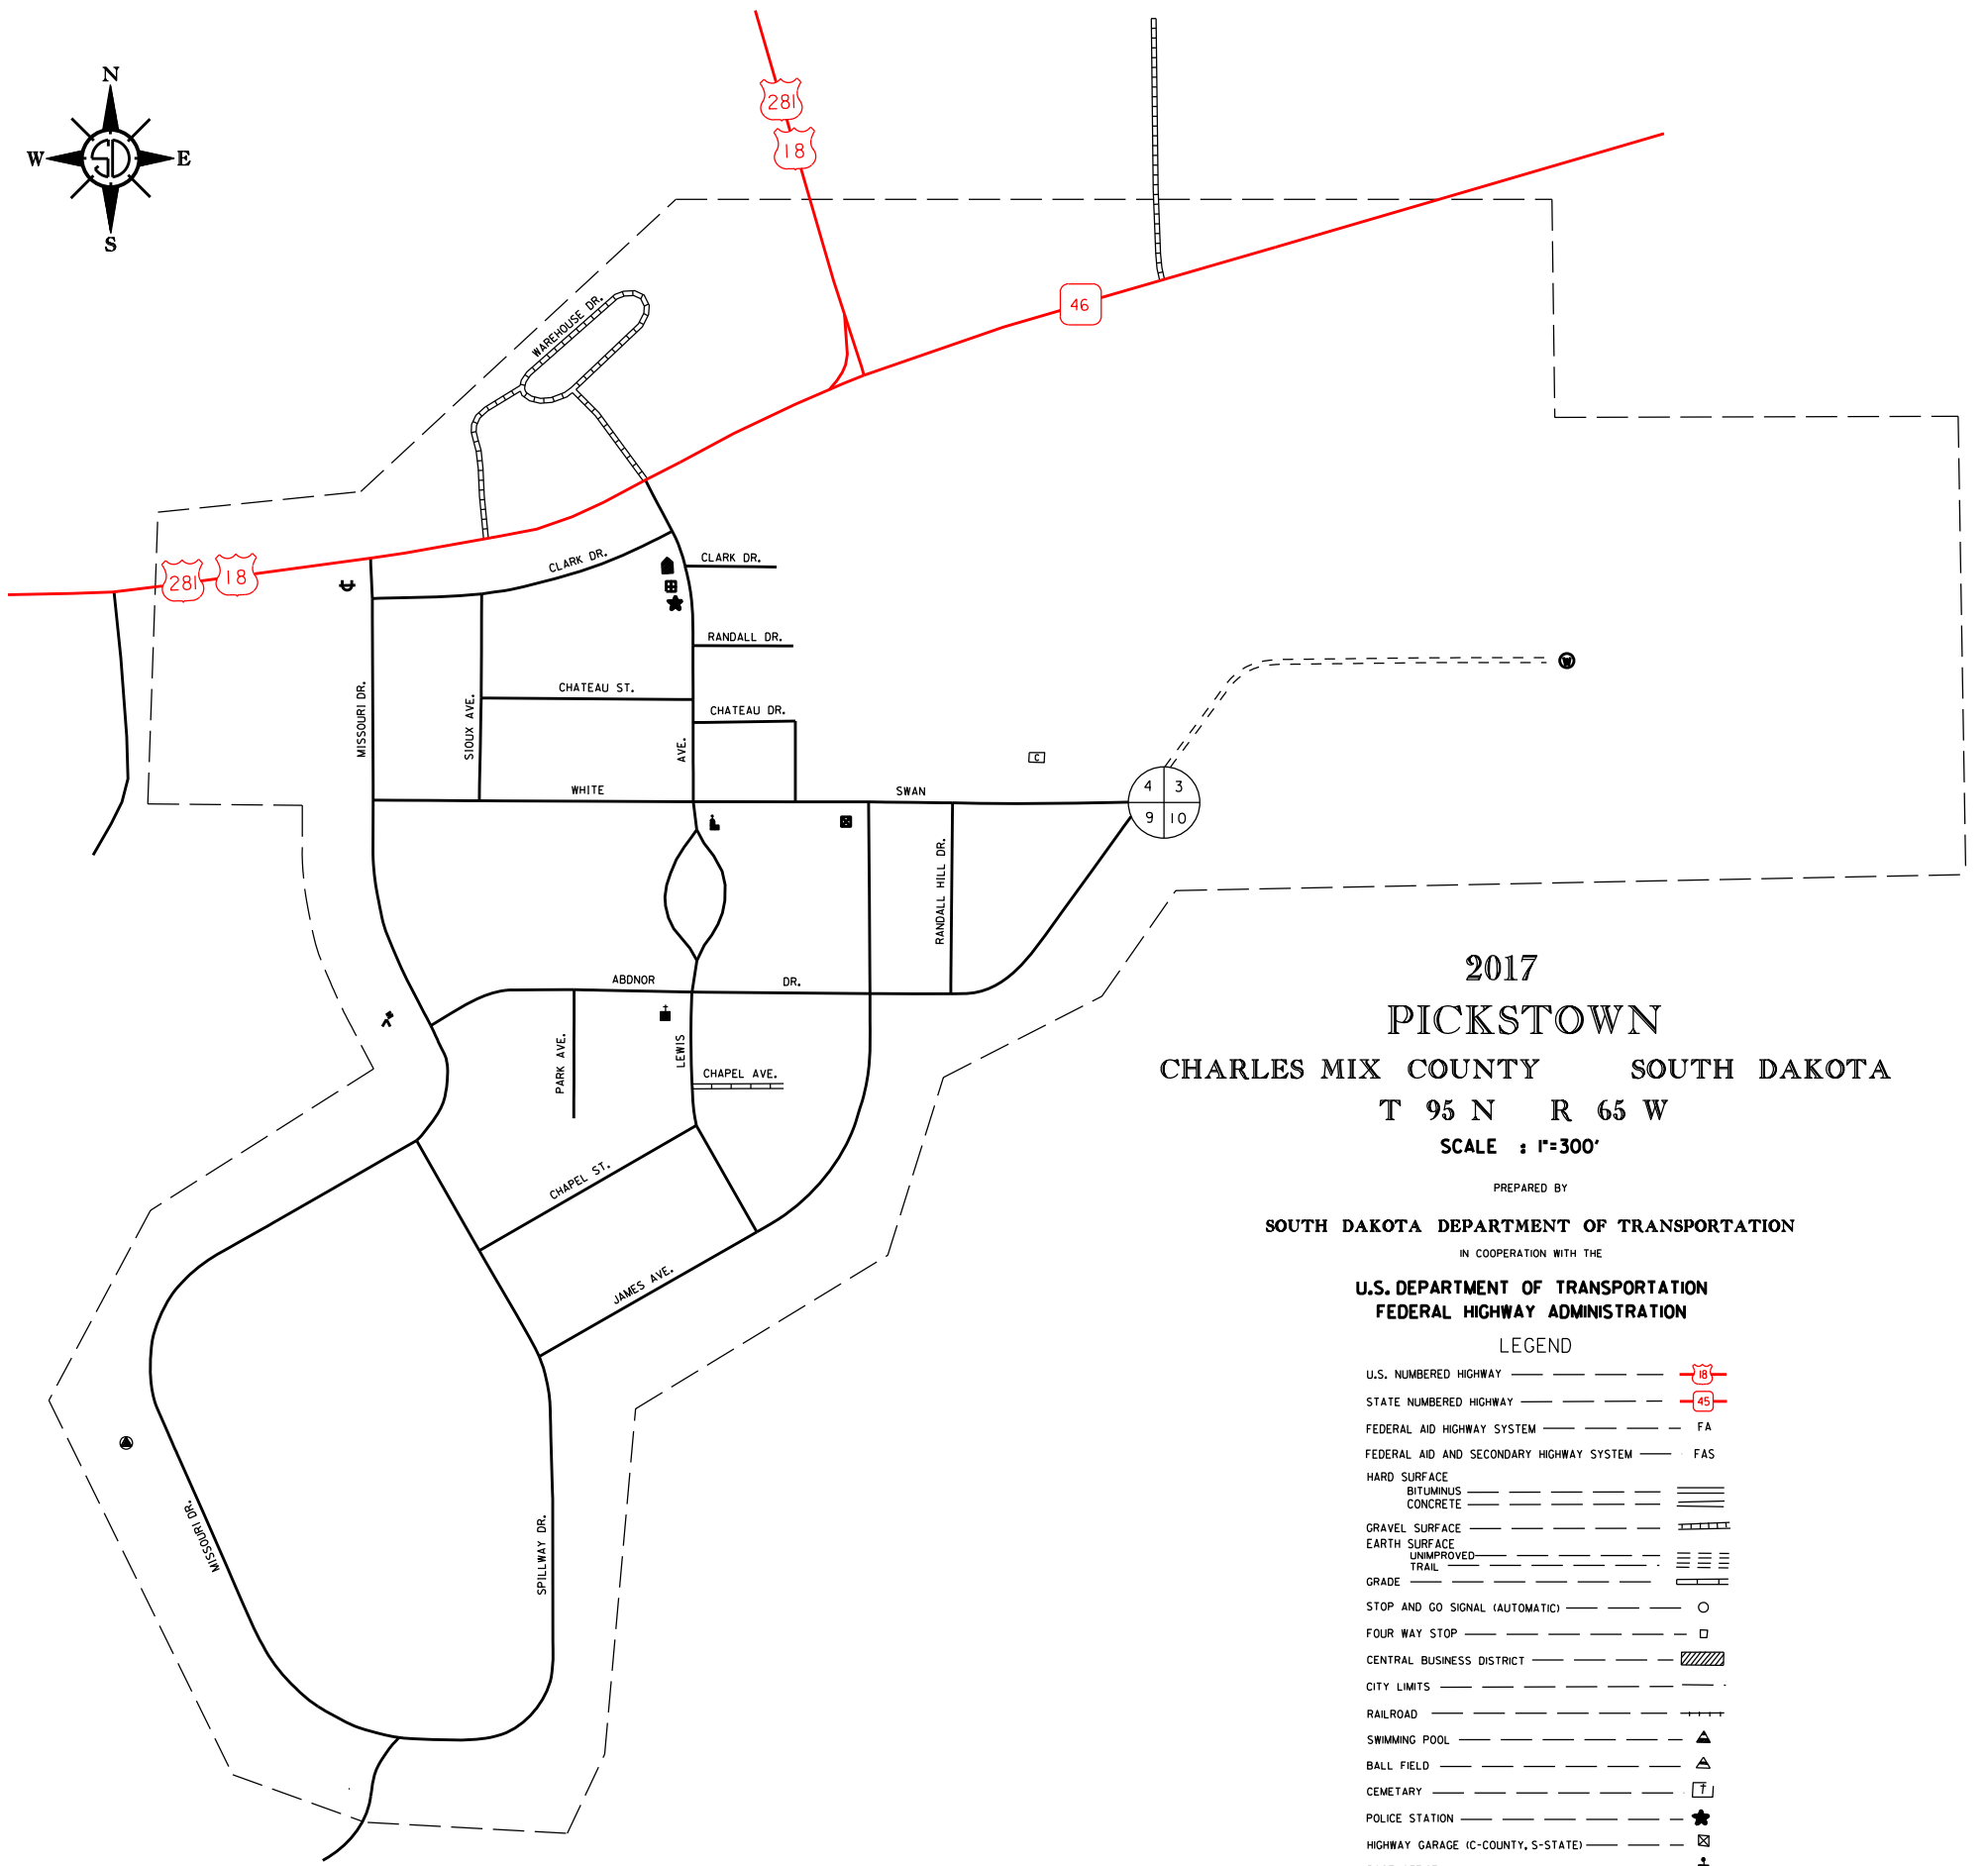 N
W E
S
SD
281
18
46
WAREHOUSE DR.
281 18
CLARK DR.
CLARK DR.
RANDALL DR.
CHATEAU ST.
CHATEAU DR.
MISSOURI DR.
SIOUX AVE.
AVE.
C
W
WHITE SWAN
4 3
9 10
RANDALL HILL DR.
ABDNOR DR.
PARK AVE.
LEWIS
CHAPEL AVE.
CHAPEL ST.
JAMES AVE.
MISSOURI DR.
SPILLWAY DR.
2017
PICKSTOWN
CHARLES MIX COUNTY SOUTH DAKOTA
T 95 N R 65 W
SCALE : 1"=300'
PREPARED BY
SOUTH DAKOTA DEPARTMENT OF TRANSPORTATION
IN COOPERATION WITH THE
U.S. DEPARTMENT OF TRANSPORTATION
FEDERAL HIGHWAY ADMINISTRATION
LEGEND
U.S. NUMBERED HIGHWAY 18
STATE NUMBERED HIGHWAY 45
FEDERAL AID HIGHWAY SYSTEM FA
FEDERAL AID AND SECONDARY HIGHWAY SYSTEM FAS
HARD SURFACE
BITUMINUS
CONCRETE
GRAVEL SURFACE
EARTH SURFACE
UNIMPROVED
TRAIL
GRADE
STOP AND GO SIGNAL (AUTOMATIC)
FOUR WAY STOP
CENTRAL BUSINESS DISTRICT
CITY LIMITS
RAILROAD
SWIMMING POOL
BALL FIELD
CEMETARY
POLICE STATION
HIGHWAY GARAGE (C-COUNTY, S-STATE)